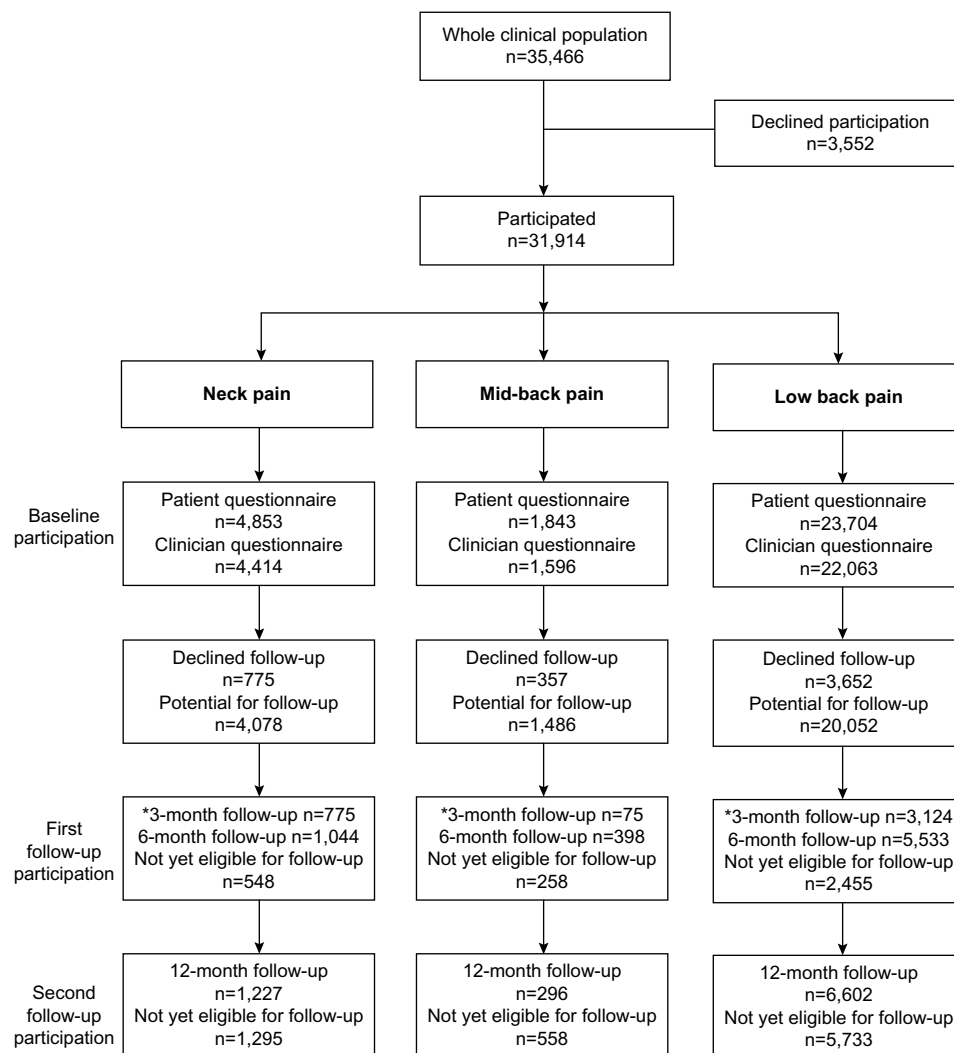 Whole clinical population
n=35,466
Declined participation
n=3,552
Participated
n=31,914
Neck pain
Mid-back pain
Low back pain
Baseline
participation
Patient questionnaire
n=4,853
Clinician questionnaire
n=4,414
Patient questionnaire
n=1,843
Clinician questionnaire
n=1,596
Patient questionnaire
n=23,704
Clinician questionnaire
n=22,063
Declined follow-up
n=775
Potential for follow-up
n=4,078
Declined follow-up
n=357
Potential for follow-up
n=1,486
Declined follow-up
n=3,652
Potential for follow-up
n=20,052
First
follow-up
participation
*3-month follow-up n=775
6-month follow-up n=1,044
Not yet eligible for follow-up
n=548
*3-month follow-up n=75
6-month follow-up n=398
Not yet eligible for follow-up
n=258
*3-month follow-up n=3,124
6-month follow-up n=5,533
Not yet eligible for follow-up
n=2,455
Second
follow-up
participation
12-month follow-up
n=1,227
Not yet eligible for follow-up
n=1,295
12-month follow-up
n=296
Not yet eligible for follow-up
n=558
12-month follow-up
n=6,602
Not yet eligible for follow-up
n=5,733